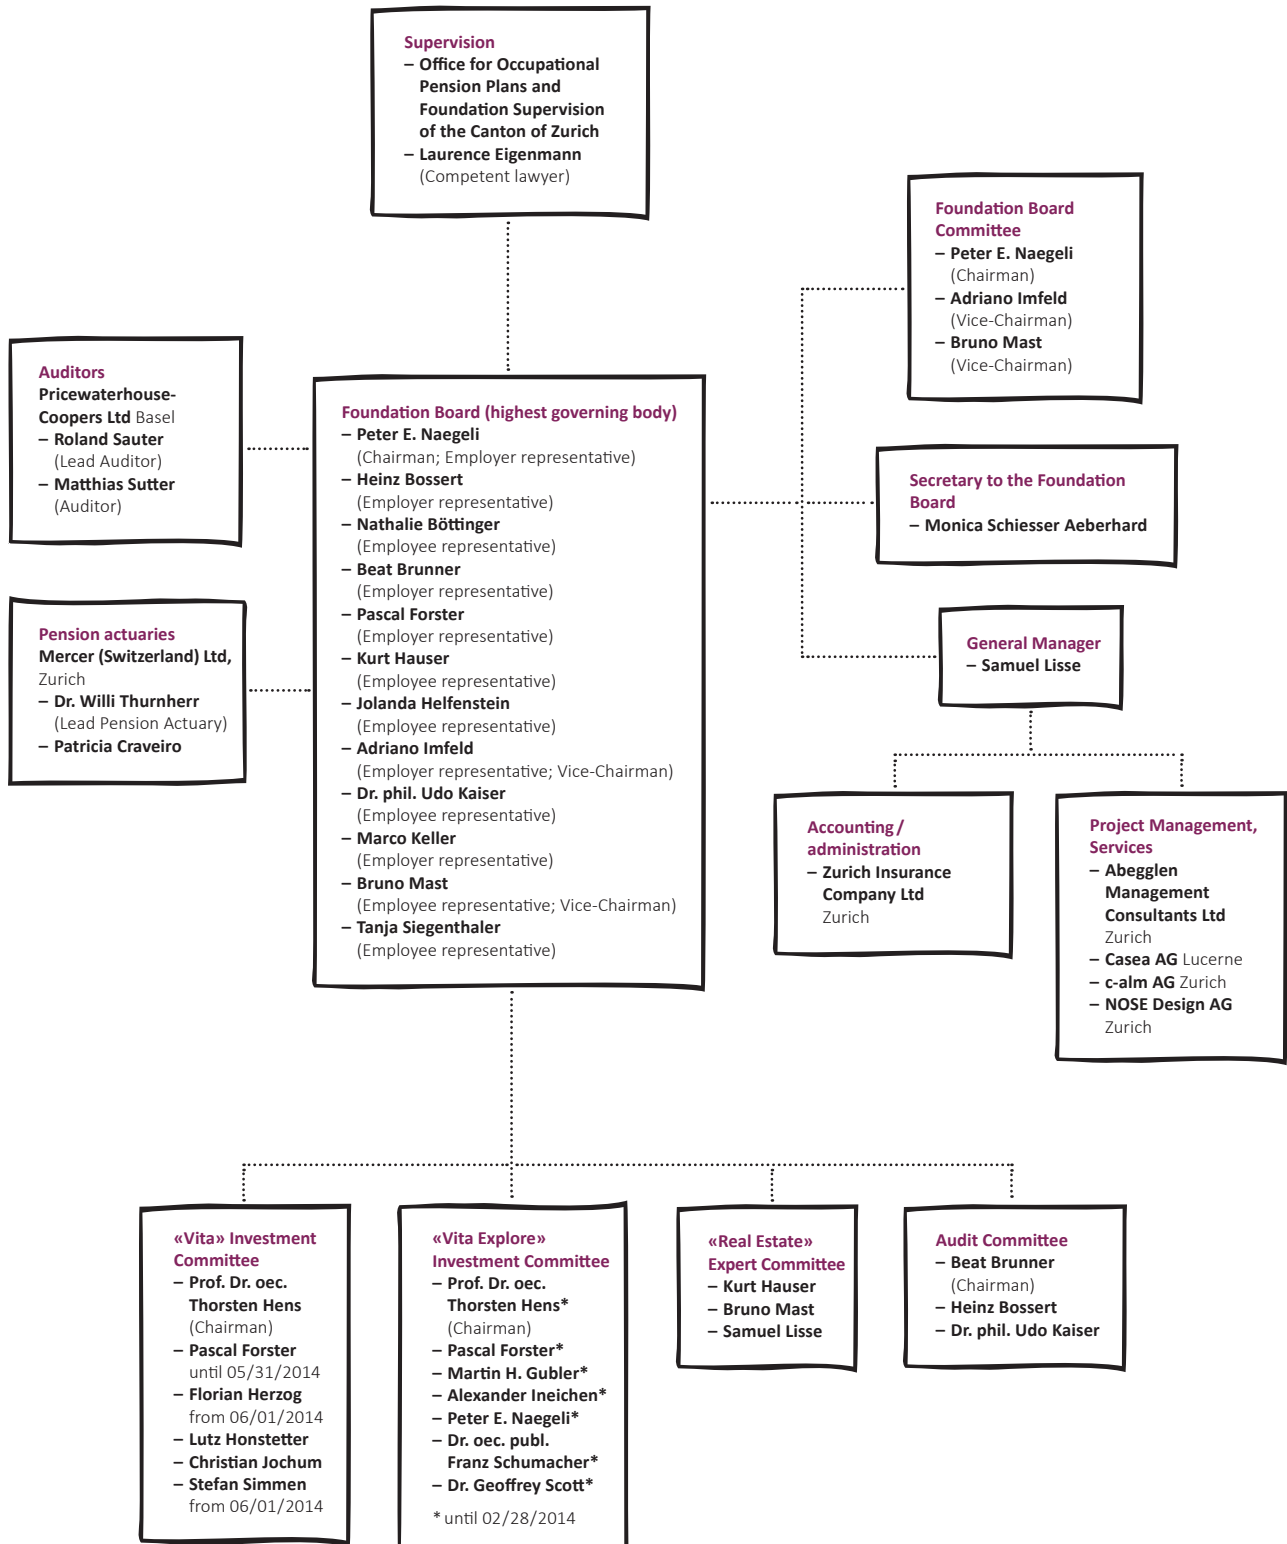 Supervision
– Office for Occupational
Pension Plans and
Foundation Supervision
of the Canton of Zurich
– Laurence Eigenmann
(Competent lawyer)
Foundation Board
Committee
– Peter E. Naegeli
(Chairman)
– Adriano Imfeld
(Vice-Chairman)
– Bruno Mast
(Vice-Chairman)
Auditors
Pricewaterhouse-
Coopers Ltd Basel
– Roland Sauter
(Lead Auditor)
– Matthias Sutter
(Auditor)
Foundation Board (highest governing body)
– Peter E. Naegeli
(Chairman; Employer representative)
– Heinz Bossert
(Employer representative)
– Nathalie Böttinger
(Employee representative)
– Beat Brunner
(Employer representative)
– Pascal Forster
(Employer representative)
– Kurt Hauser
(Employee representative)
– Jolanda Helfenstein
(Employee representative)
– Adriano Imfeld
(Employer representative; Vice-Chairman)
– Dr. phil. Udo Kaiser
(Employee representative)
– Marco Keller
(Employer representative)
– Bruno Mast
(Employee representative; Vice-Chairman)
– Tanja Siegenthaler
(Employee representative)
Secretary to the Foundation
Board
– Monica Schiesser Aeberhard
Pension actuaries
Mercer (Switzerland) Ltd,
Zurich
– Dr. Willi Thurnherr
(Lead Pension Actuary)
– Patricia Craveiro
General Manager
– Samuel Lisse
Accounting /
administration
– Zurich Insurance
Company Ltd
Zurich
Project Management,
Services
– Abegglen
Management
Consultants Ltd
Zurich
– Casea AG Lucerne
– c-alm AG Zurich
– NOSE Design AG
Zurich
«Vita» Investment
Committee
– Prof. Dr. oec.
Thorsten Hens
(Chairman)
– Pascal Forster
until 05/31/2014
– Florian Herzog
from 06/01/2014
– Lutz Honstetter
– Christian Jochum
– Stefan Simmen
from 06/01/2014
«Vita Explore»
Investment Committee
– Prof. Dr. oec.
Thorsten Hens*
(Chairman)
– Pascal Forster*
– Martin H. Gubler*
– Alexander Ineichen*
– Peter E. Naegeli*
– Dr. oec. publ.
Franz Schumacher*
– Dr. Geoffrey Scott*
* until 02/28/2014
«Real Estate»
Expert Committee
– Kurt Hauser
– Bruno Mast
– Samuel Lisse
Audit Committee
– Beat Brunner
(Chairman)
– Heinz Bossert
– Dr. phil. Udo Kaiser